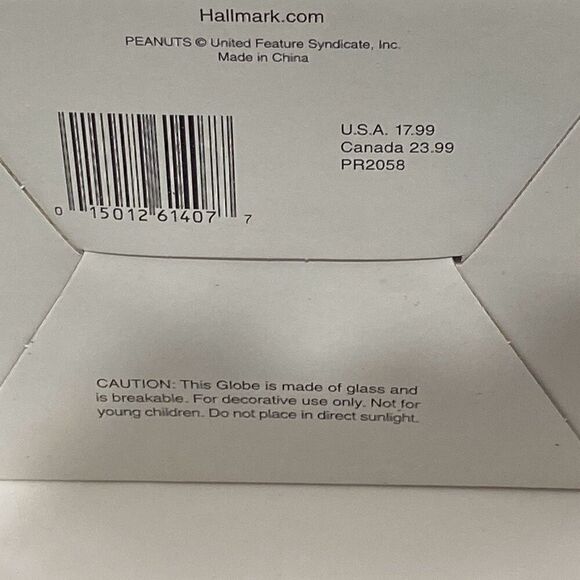 Hallmark.com
PEANUTS © United Feature Syndicate, Inc.
Made in China
U.S.A. 17.99
Canada 23.99
PR2058
0 15012 61407 7
CAUTION: This Globe is made of glass and
is breakable. For decorative use only. Not for
young children. Do not place in direct sunlight.